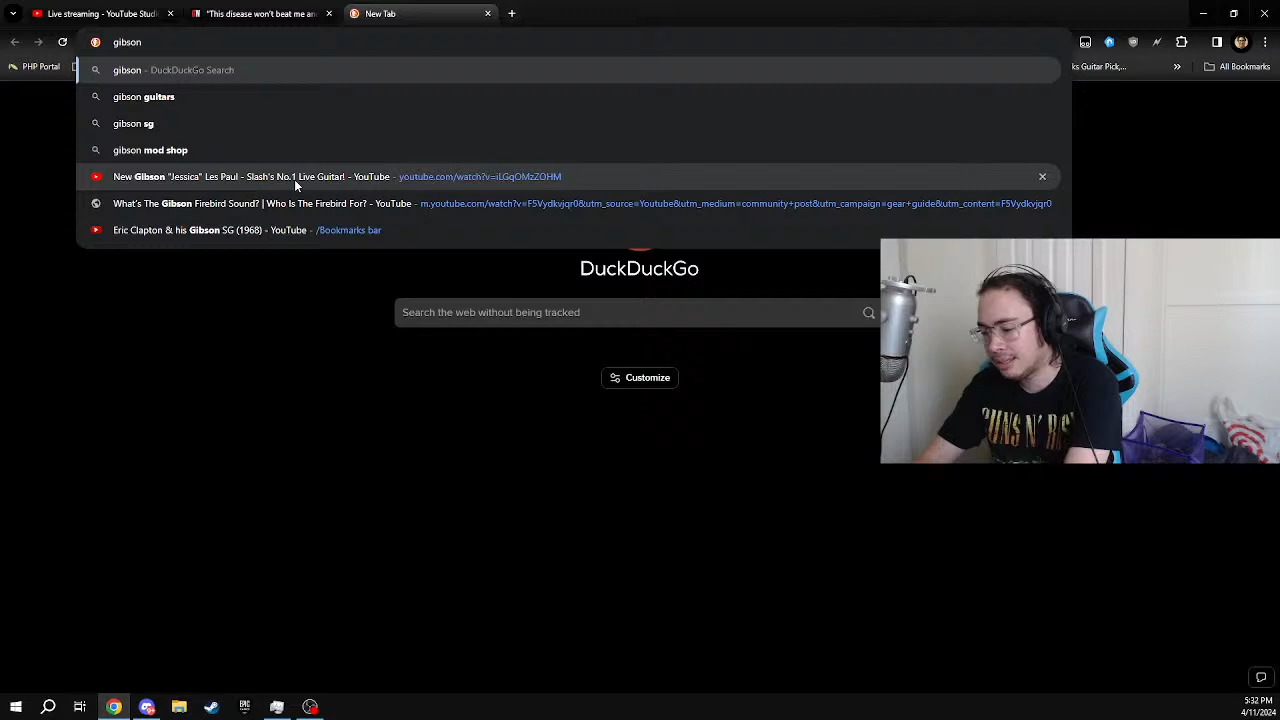 Live streaming - YouTube Studi
"This disease won't beat me an
New Tab
gibson
PHP Portal
ks Guitar Pick,...
»
All Bookmarks
gibson - DuckDuckGo Search
gibson guitars
gibson sg
gibson mod shop
New Gibson "Jessica" Les Paul - Slash's No.1 Live Guitar! - YouTube - youtube.com/watch?v=iLGqOMzZOHM
What's The Gibson Firebird Sound? | Who Is The Firebird For? - YouTube - m.youtube.com/watch?v=F5Vydkvjqr0&utm_source=Youtube&utm_medium=community+post&utm_campaign=gear+guide&utm_content=F5Vydkvjqr0
Eric Clapton & his Gibson SG (1968) - YouTube - /Bookmarks bar
DuckDuckGo
Search the web without being tracked
Customize
GUNS N' ROS
5:32 PM
4/11/2024